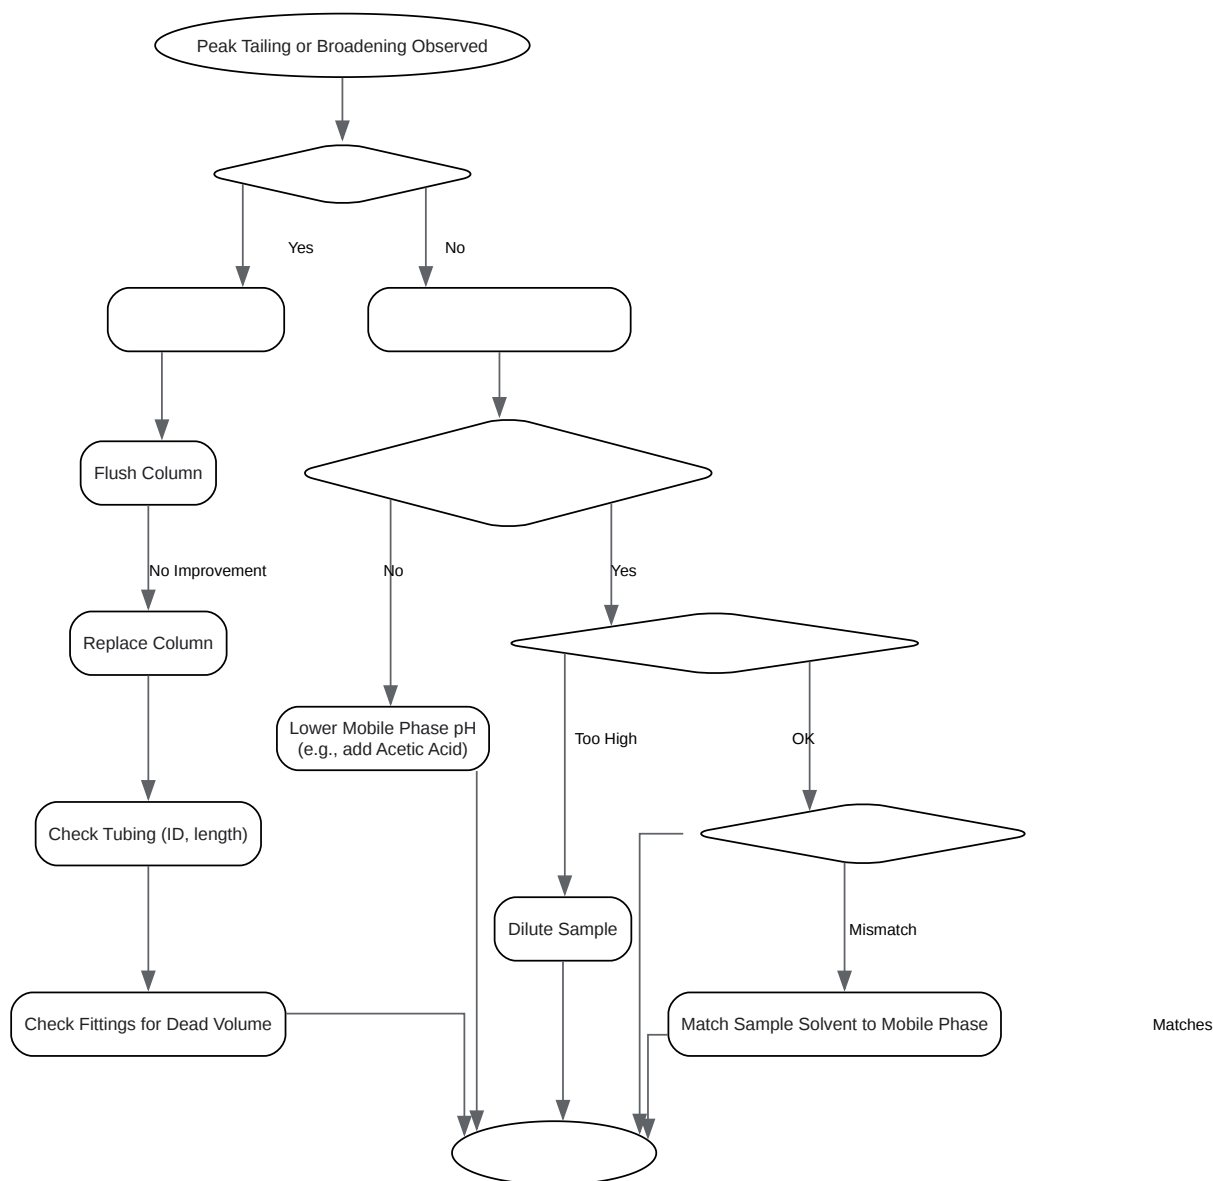 Peak Tailing or Broadening Observed
Yes
No
Flush Column
No Improvement
No
Yes
Replace Column
Lower Mobile Phase pH
(e.g., add Acetic Acid)
Too High
OK
Check Tubing (ID, length)
Dilute Sample
Mismatch
Check Fittings for Dead Volume
Match Sample Solvent to Mobile Phase
Matches